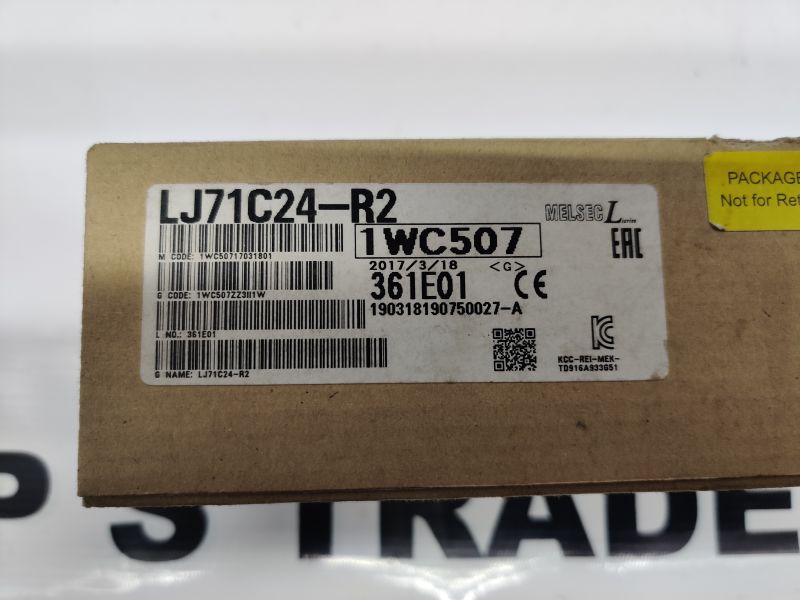 LJ71C24-R2
MELSEC L series
1WC507
M CODE: 1WC50717031801
2017/3/18 <G>
EAC
361E01 CE
G CODE: 1WC507ZZ3II1W
190318190750027-A
L NO.: 361E01
KC
KCC-REI-MEK-
TD916A933G51
G NAME: LJ71C24-R2
PACKAGE
Not for Ret
P S TRADE